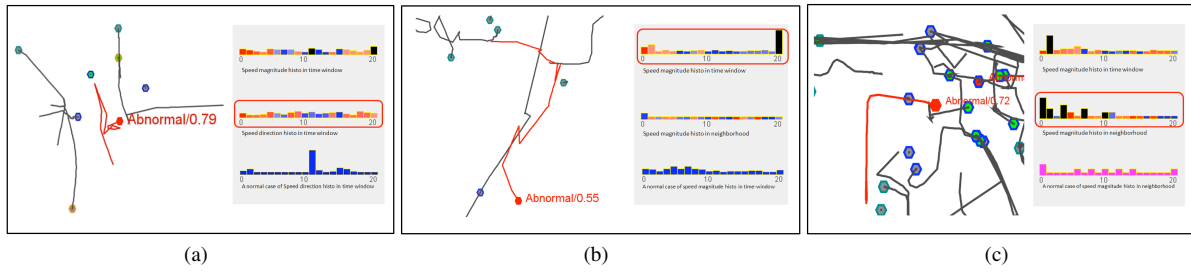 0 10 20
Speed magnitude histo in time window
Abnormal/0.79
0 10 20
Speed direction histo in time window
0 10 20
A normal case of Speed direction histo in time window
(a)
0 10 20
Speed magnitude histo in time window
0 10 20
Speed magnitude histo in neighborhood
0 10 20
A normal case of speed magnitude histo in time window
Abnormal/0.55
(b)
0 10 20
Speed magnitude histo in time window
Abnormal/0.72
0 10 20
Speed magnitude histo in neighborhood
0 10 20
A normal case of speed magnitude histo in neighborhood
(c)